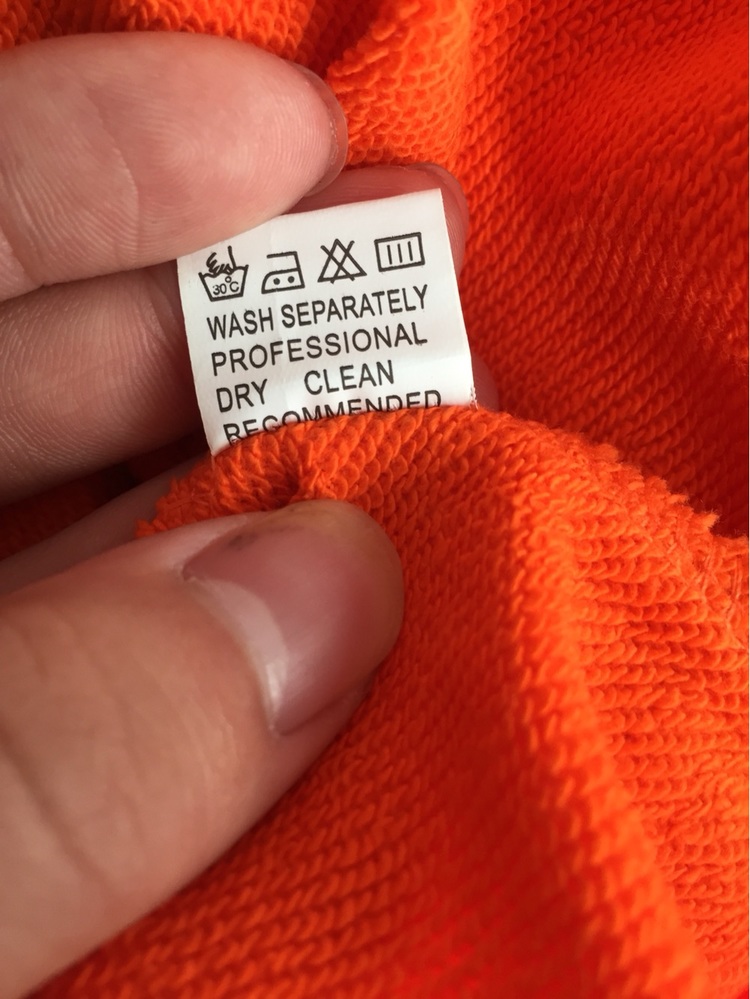 30°C
WASH SEPARATELY
PROFESSIONAL
DRY CLEAN
RECOMMENDED